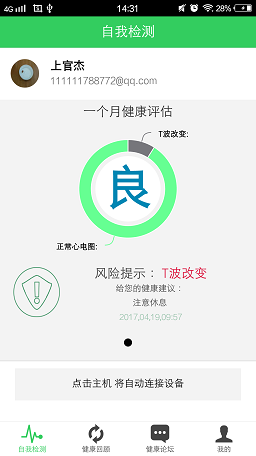 4G 14:31 28%
自我检测
上官杰
111111788772@qq.com
一个月健康评估
T波改变:
良
正常心电图:
风险提示： T波改变
给您的健康建议：
注意休息
2017,04,19,09:57
点击主机 将自动连接设备
自我检测 健康回顾 健康论坛 我的